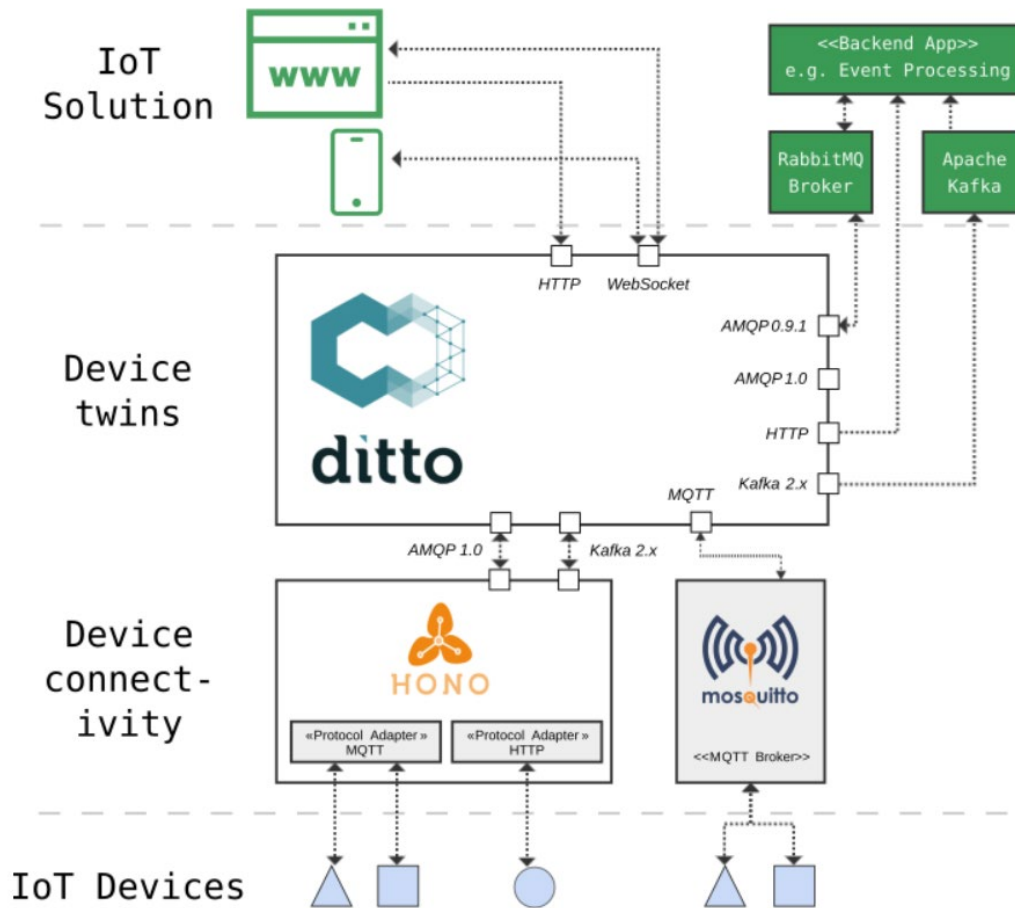 IoT
Solution
www
<<Backend App>>
e.g. Event Processing
RabbitMQ
Broker
Apache
Kafka
HTTP
WebSocket
Device
twins
ditto
AMQP 0.9.1
AMQP 1.0
HTTP
Kafka 2.x
MQTT
AMQP 1.0
Kafka 2.x
Device
connect-
ivity
HONO
«Protocol Adapter»
MQTT
«Protocol Adapter»
HTTP
mosquitto
<<MQTT Broker>>
IoT Devices